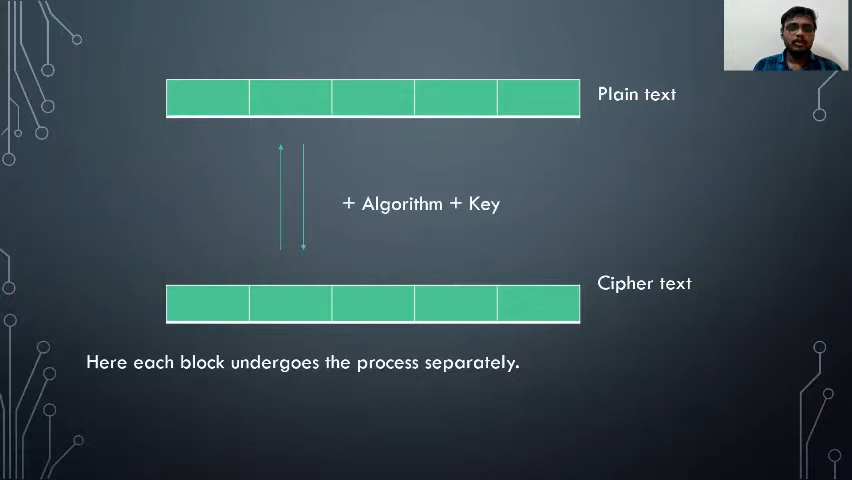 Plain text
+ Algorithm + Key
Cipher text
Here each block undergoes the process separately.